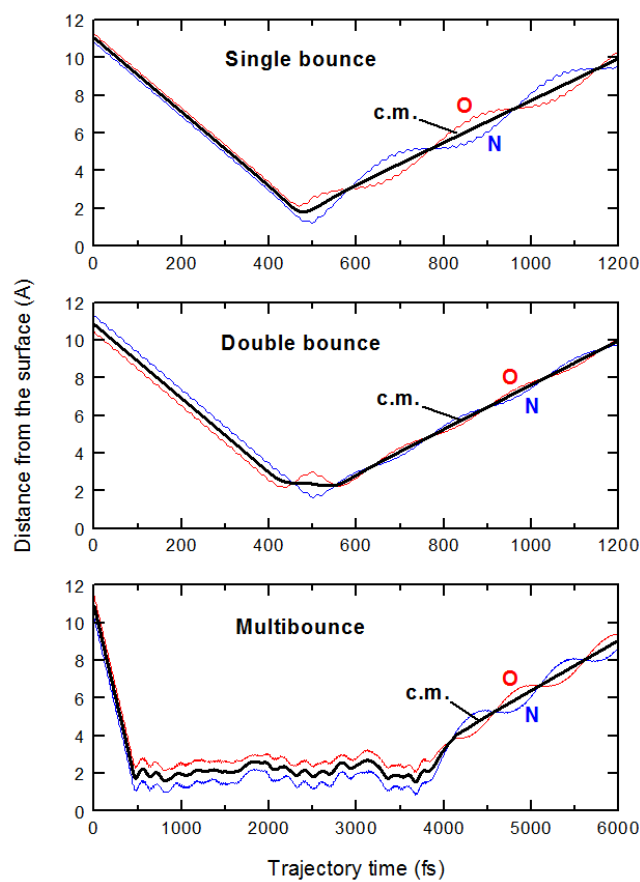 Distance from the surface (A)
12
10
8
6
4
2
0
Single bounce
O
c.m.
N
0 200 400 600 800 1000 1200
12
10
8
6
4
2
0
Double bounce
O
c.m.
N
0 200 400 600 800 1000 1200
12
10
8
6
4
2
0
Multibounce
O
c.m.
N
0 1000 2000 3000 4000 5000 6000
Trajectory time (fs)